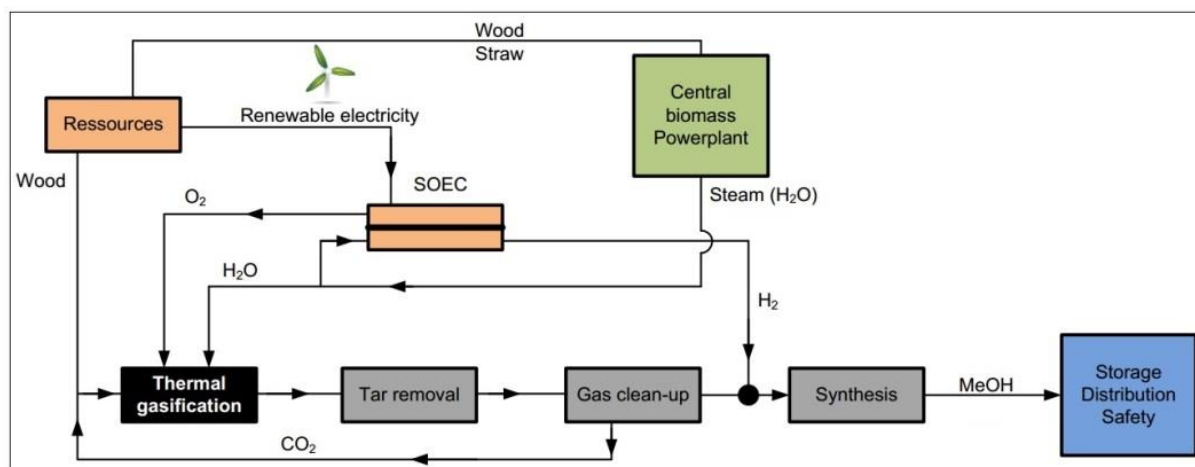 Wood
Straw
Ressources
Renewable electricity
Central
biomass
Powerplant
Wood
SOEC
Steam (H₂O)
O₂
H₂O
H₂
Thermal
gasification
Tar removal
Gas clean-up
Synthesis
MeOH
Storage
Distribution
Safety
CO₂